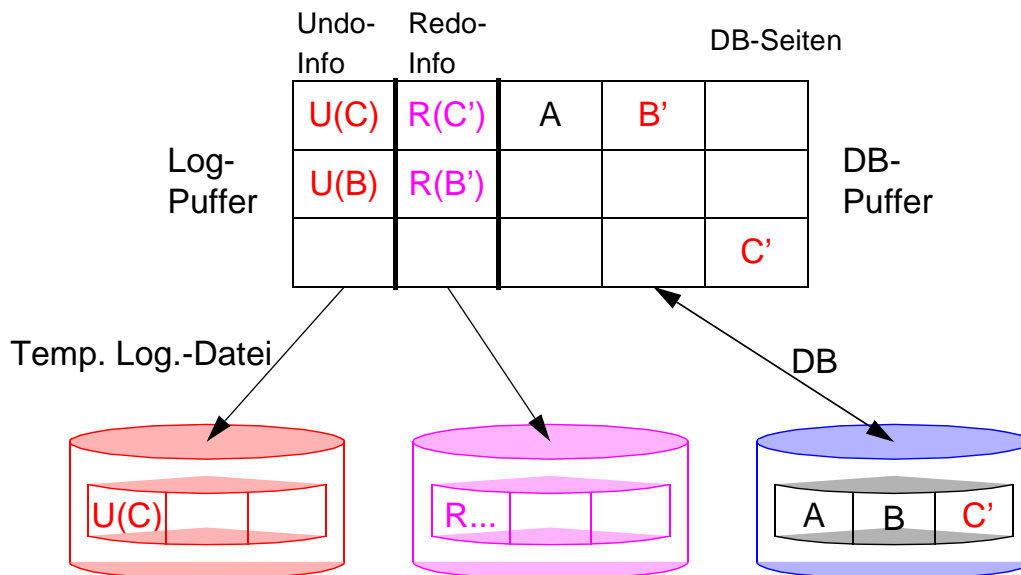 Undo-
Info
Redo-
Info
DB-Seiten
U(C) R(C’) A B’
Log-
Puffer
U(B) R(B’)
DB-
Puffer
C’
Temp. Log.-Datei
DB
U(C)
R...
A B C’